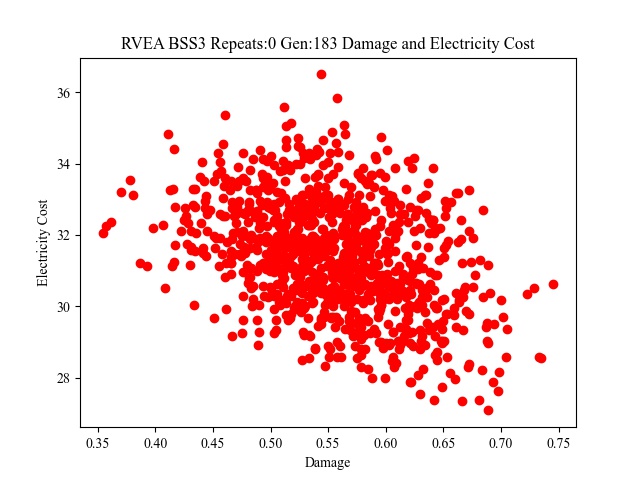 RVEA BSS3 Repeats:0 Gen:183 Damage and Electricity Cost
36
34
32
30
28
Electricity Cost
0.35 0.40 0.45 0.50 0.55 0.60 0.65 0.70 0.75
Damage